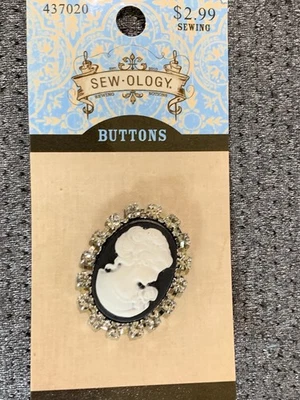 437020
$2.99
SEWING
SEW·OLOGY
BUTTONS